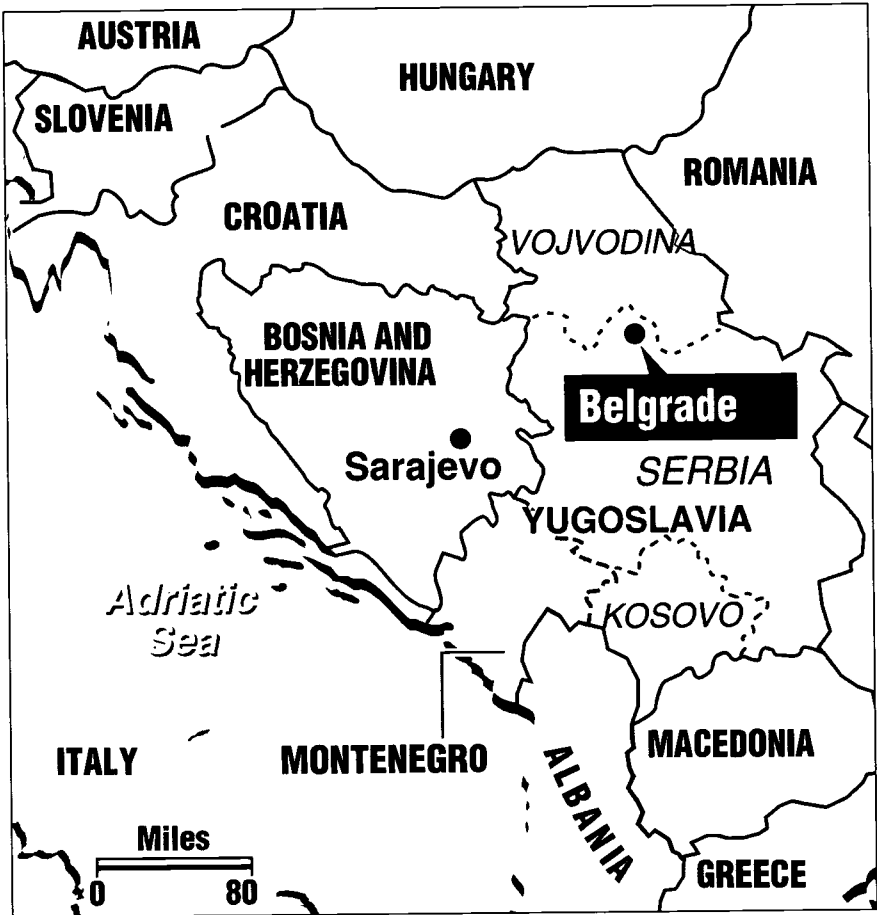 AUSTRIA
HUNGARY
SLOVENIA
ROMANIA
CROATIA
VOJVODINA
BOSNIA AND
HERZEGOVINA
Belgrade
Sarajevo
SERBIA
YUGOSLAVIA
Adriatic
Sea
KOSOVO
ITALY
MONTENEGRO
ALBANIA
MACEDONIA
Miles
0 80
GREECE